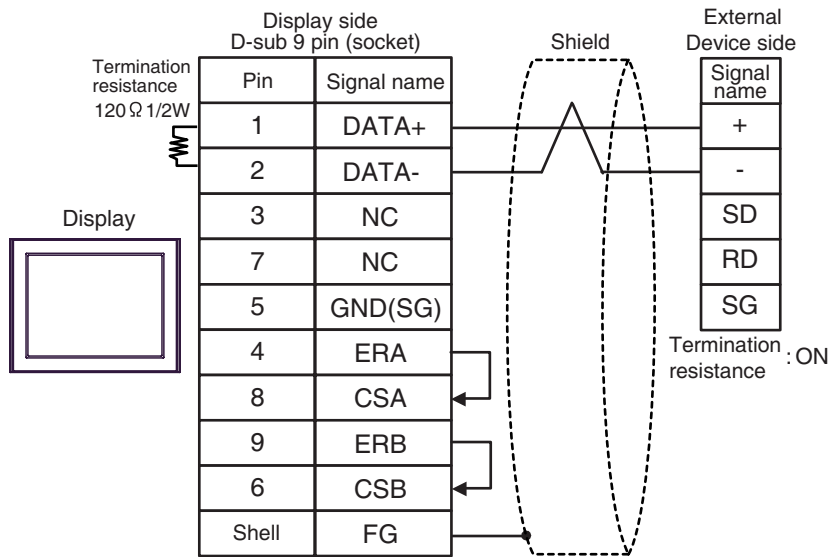 Display side
D-sub 9 pin (socket)
Shield
External
Device side
Termination
resistance
120Ω 1/2W
Pin
Signal name
Signal
name
1
DATA+
+
2
DATA-
-
3
NC
SD
Display
7
NC
RD
5
GND(SG)
SG
4
ERA
Termination
resistance
: ON
8
CSA
9
ERB
6
CSB
Shell
FG